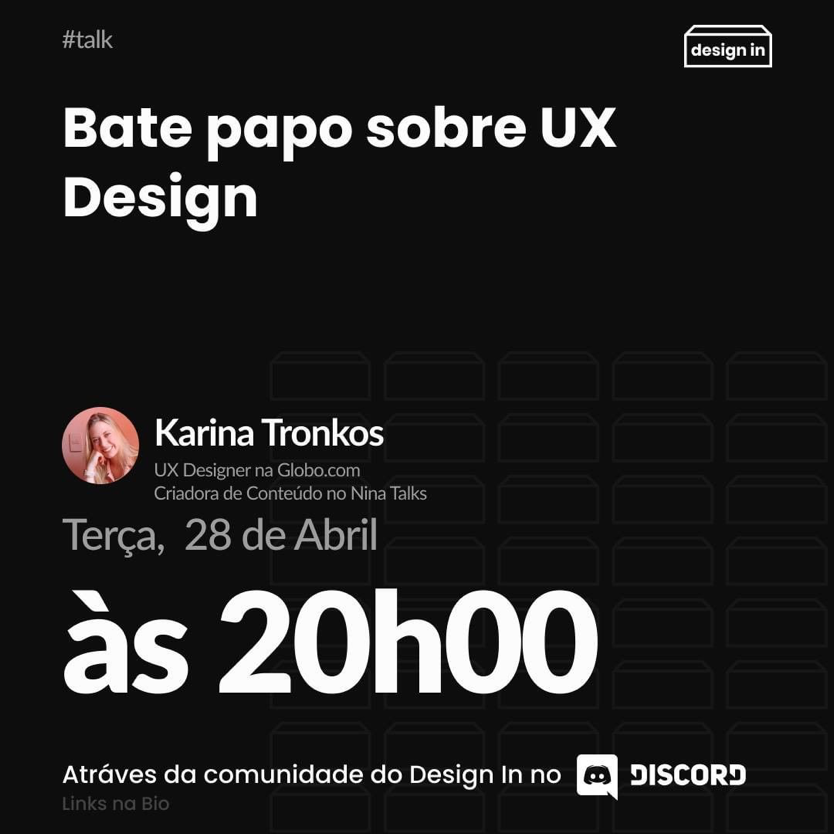 #talk
design in
Bate papo sobre UX
Design
Karina Tronkos
UX Designer na Globo.com
Criadora de Conteúdo no Nina Talks
Terça, 28 de Abril
às 20h00
Atráves da comunidade do Design In no DISCORD
Links na Bio